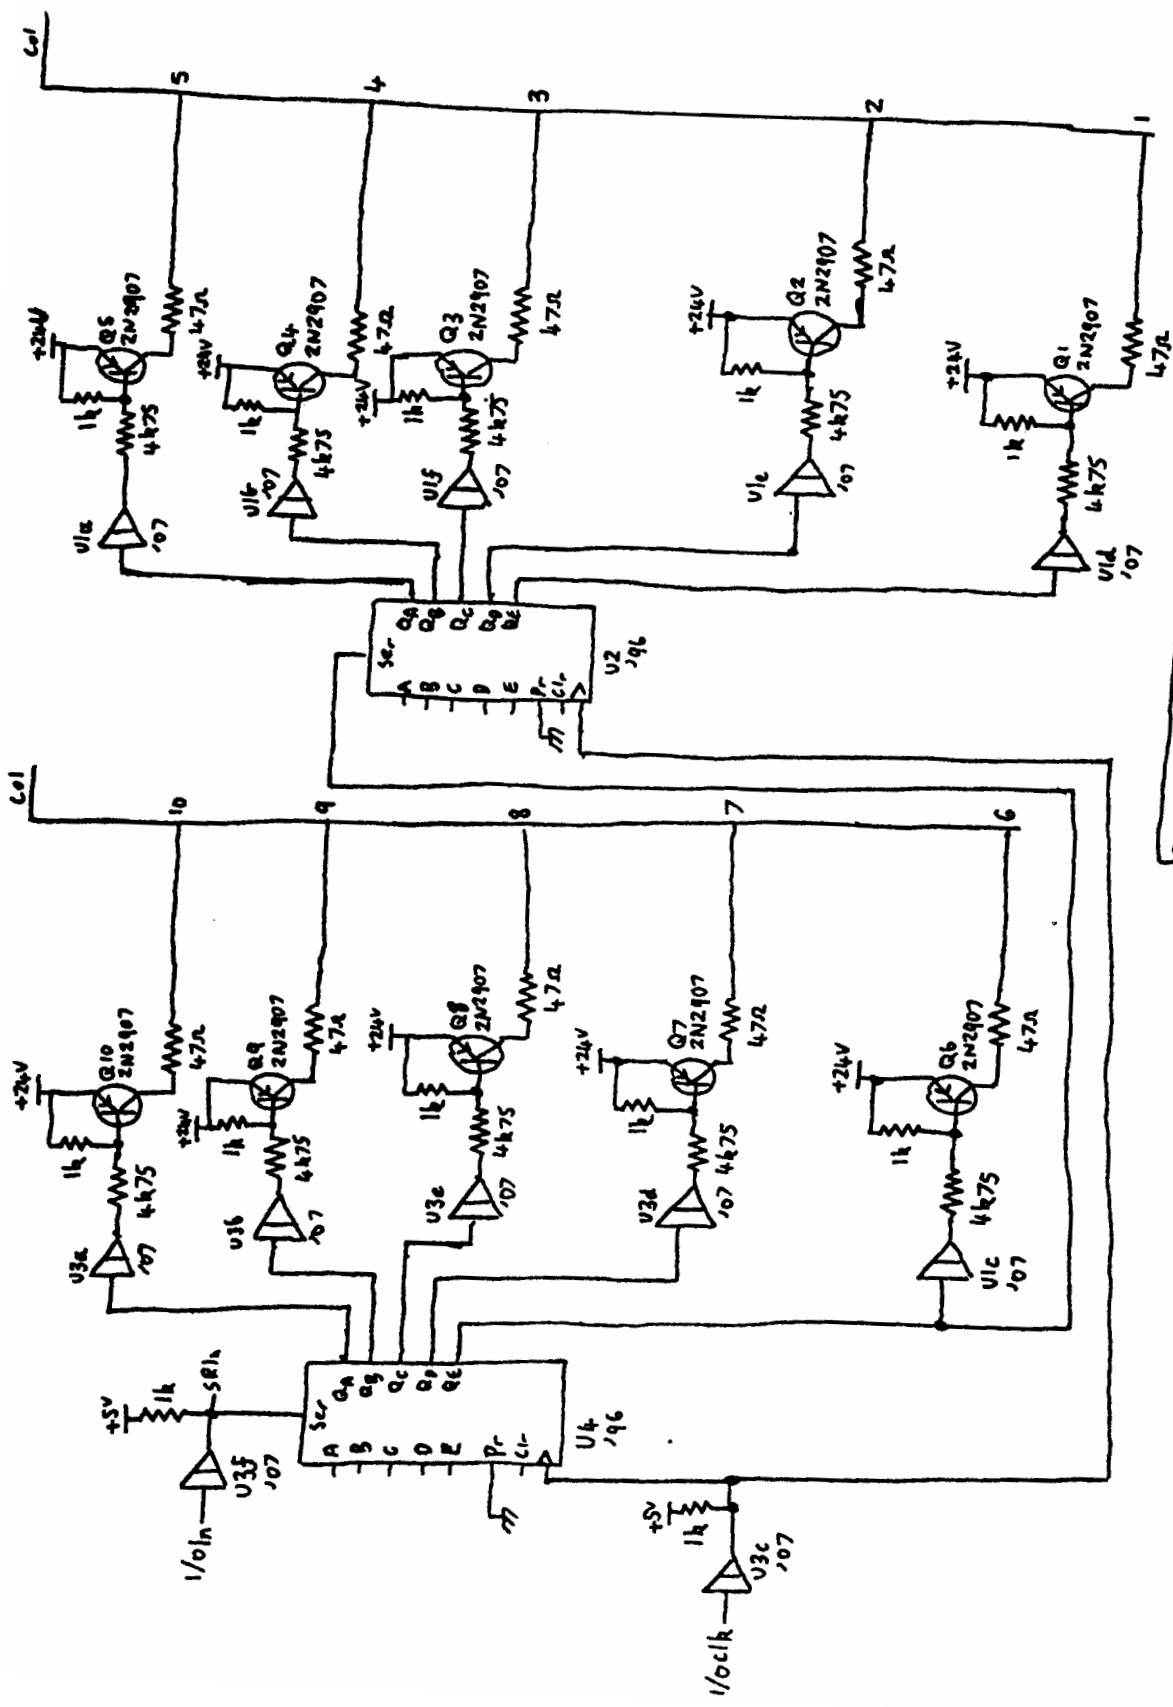 Col
5
4
3
2
1
+24V
Q5
2N2907
1k
4k75
47Ω
U1a
'07
+24V
Q4
2N2907
1k
4k75
47Ω
U1b
'07
+24V
Q3
2N2907
1k
4k75
47Ω
U1f
'07
+24V
Q2
2N2907
1k
4k75
47Ω
U1e
'07
+24V
Q1
2N2907
1k
4k75
47Ω
U1d
'07
Ser
QA
QB
QC
QD
QE
A
B
C
D
E
Pr
Clr
U2
'96
Col
10
9
8
7
6
+24V
Q10
2N2907
1k
4k75
47Ω
U3a
'07
+24V
Q9
2N2907
1k
4k75
47Ω
U3b
'07
+24V
Q8
2N2907
1k
4k75
47Ω
U3e
'07
+24V
Q7
2N2907
1k
4k75
47Ω
U3d
'07
+24V
Q6
2N2907
1k
4k75
47Ω
U1c
'07
Ser
QA
QB
QC
QD
QE
A
B
C
D
E
Pr
Clr
U4
'96
+5V
1k
SRIn
U3f
'07
I/OIn
+5V
1k
U3c
'07
I/OClk